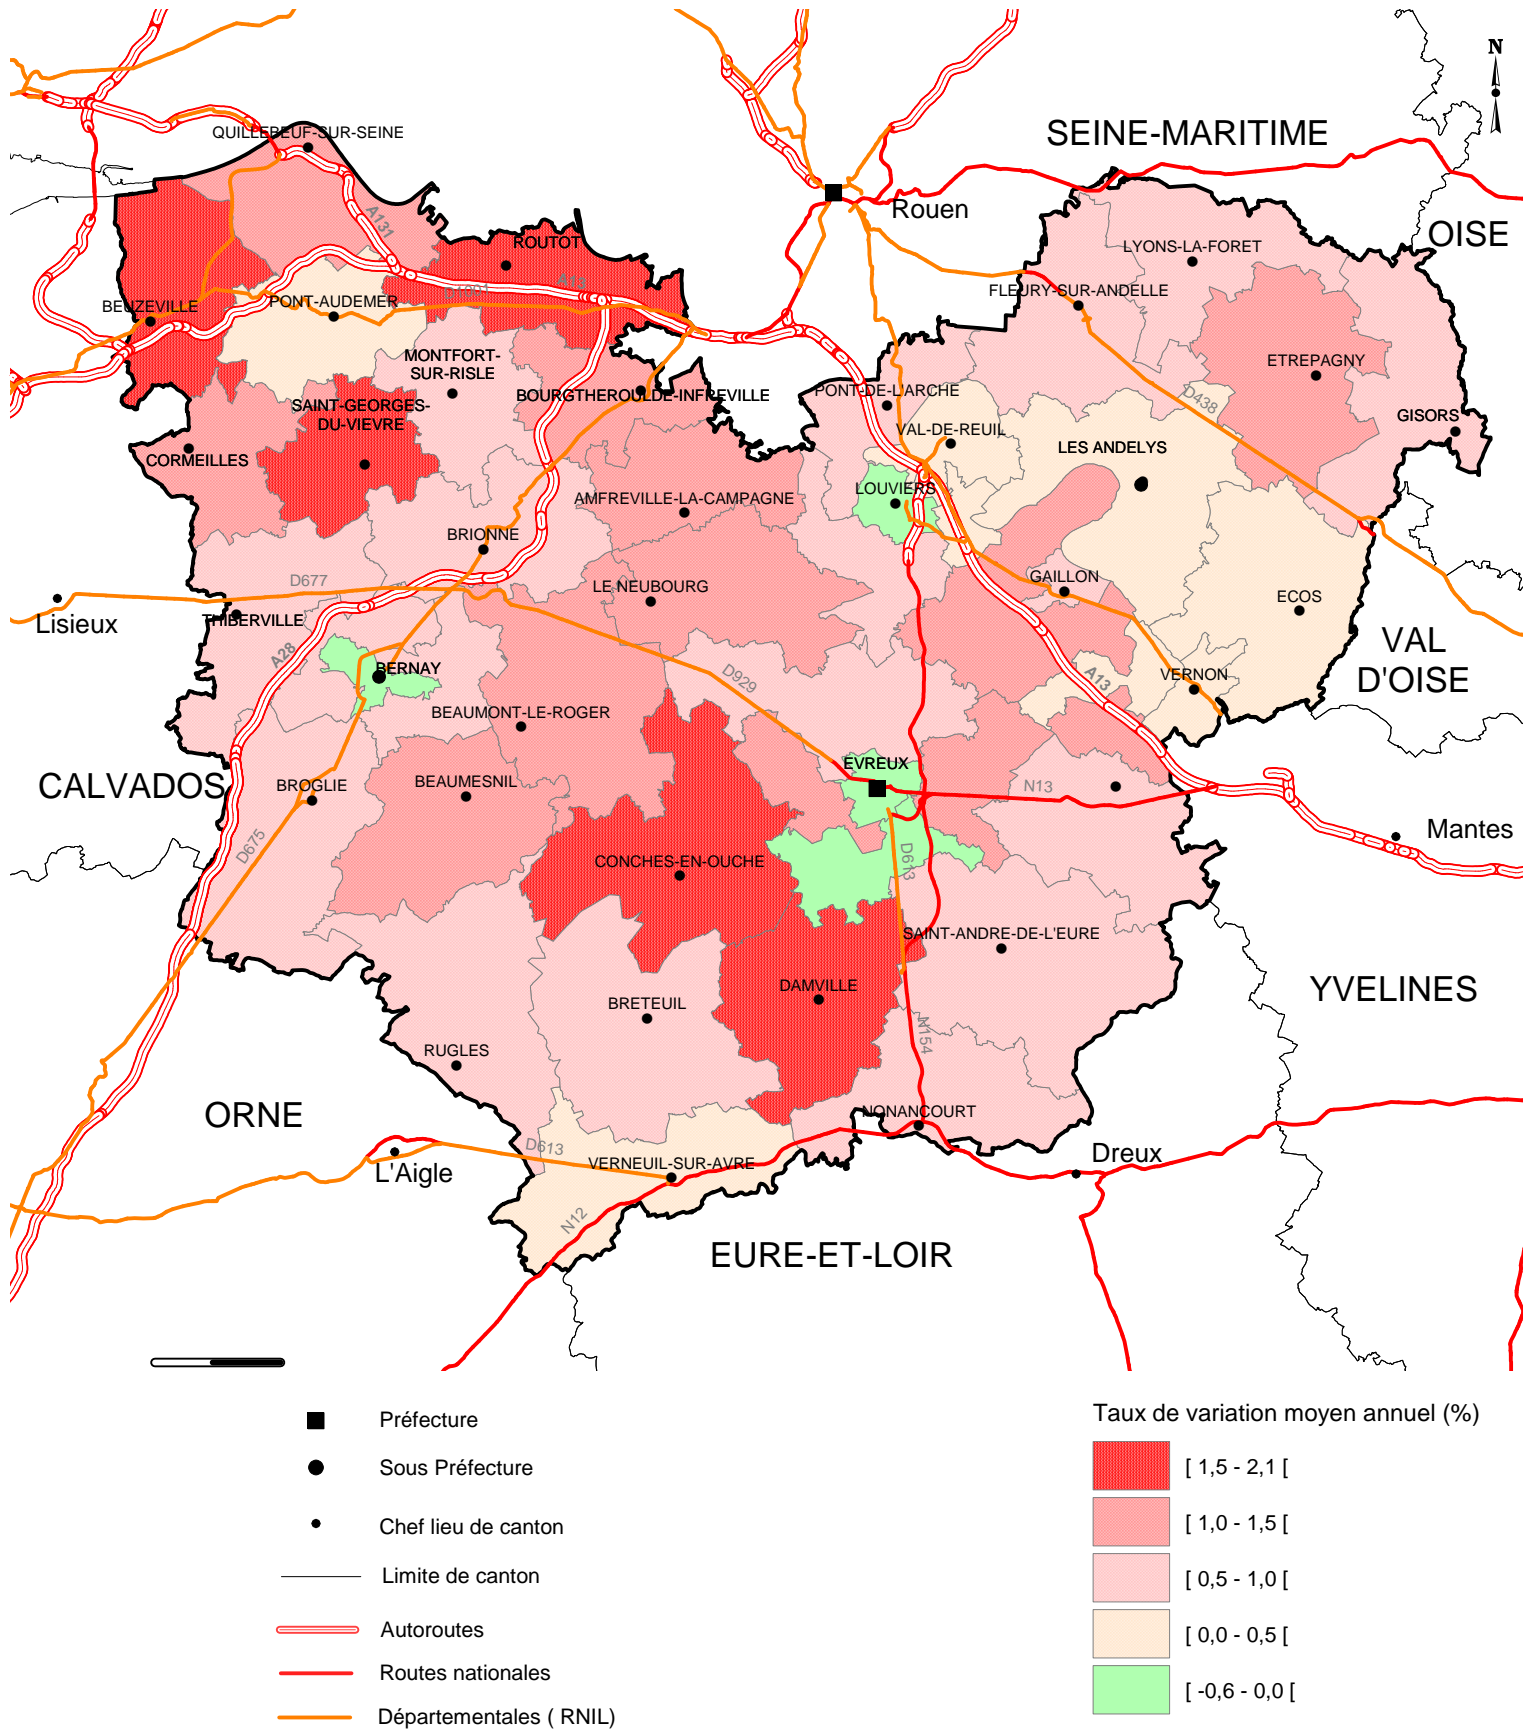 N
QUILLEBEUF-SUR-SEINE
SEINE-MARITIME
Rouen
OISE
A131
ROUTOT
A13
LYONS-LA-FORET
FLEURY-SUR-ANDELLE
BEUZEVILLE
PONT-AUDEMER
MONTFORT-
SUR-RISLE
ETREPAGNY
BOURGTHEROULDE-INFREVILLE
PONT-DE-L'ARCHE
D438
SAINT-GEORGES-
DU-VIEVRE
GISORS
VAL-DE-REUIL
LES ANDELYS
CORMEILLES
LOUVIERS
AMFREVILLE-LA-CAMPAGNE
BRIONNE
D677
LE NEUBOURG
GAILLON
ECOS
Lisieux
THIBERVILLE
VAL
D'OISE
A28
BERNAY
D929
A13
VERNON
BEAUMONT-LE-ROGER
EVREUX
CALVADOS
BROGLIE
BEAUMESNIL
N13
Mantes
D675
CONCHES-EN-OUCHE
D613
SAINT-ANDRE-DE-L'EURE
DAMVILLE
YVELINES
BRETEUIL
N154
RUGLES
ORNE
NONANCOURT
D613
Dreux
L'Aigle
VERNEUIL-SUR-AVRE
N12
EURE-ET-LOIR
Préfecture
Sous Préfecture
Chef lieu de canton
Limite de canton
Autoroutes
Routes nationales
Départementales ( RNIL)
Taux de variation moyen annuel (%)
[ 1,5 - 2,1 [
[ 1,0 - 1,5 [
[ 0,5 - 1,0 [
[ 0,0 - 0,5 [
[ -0,6 - 0,0 [